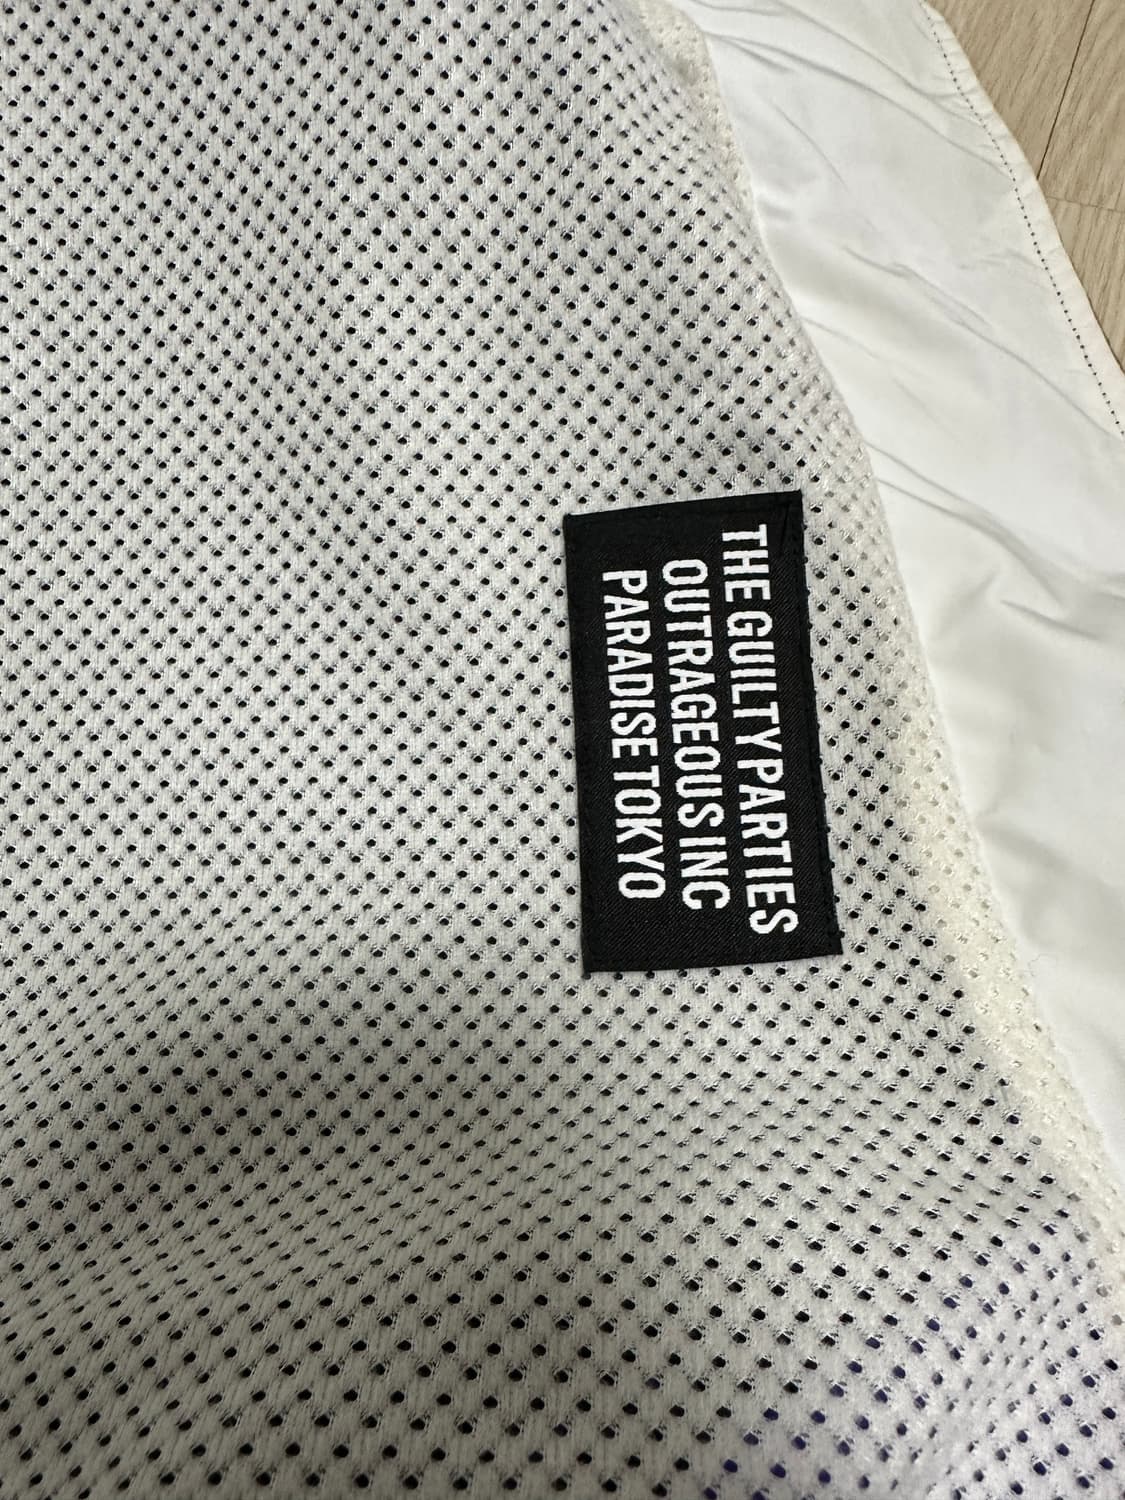 THE GUILTY PARTIES
OUTRAGEOUS INC
PARADISE TOKYO